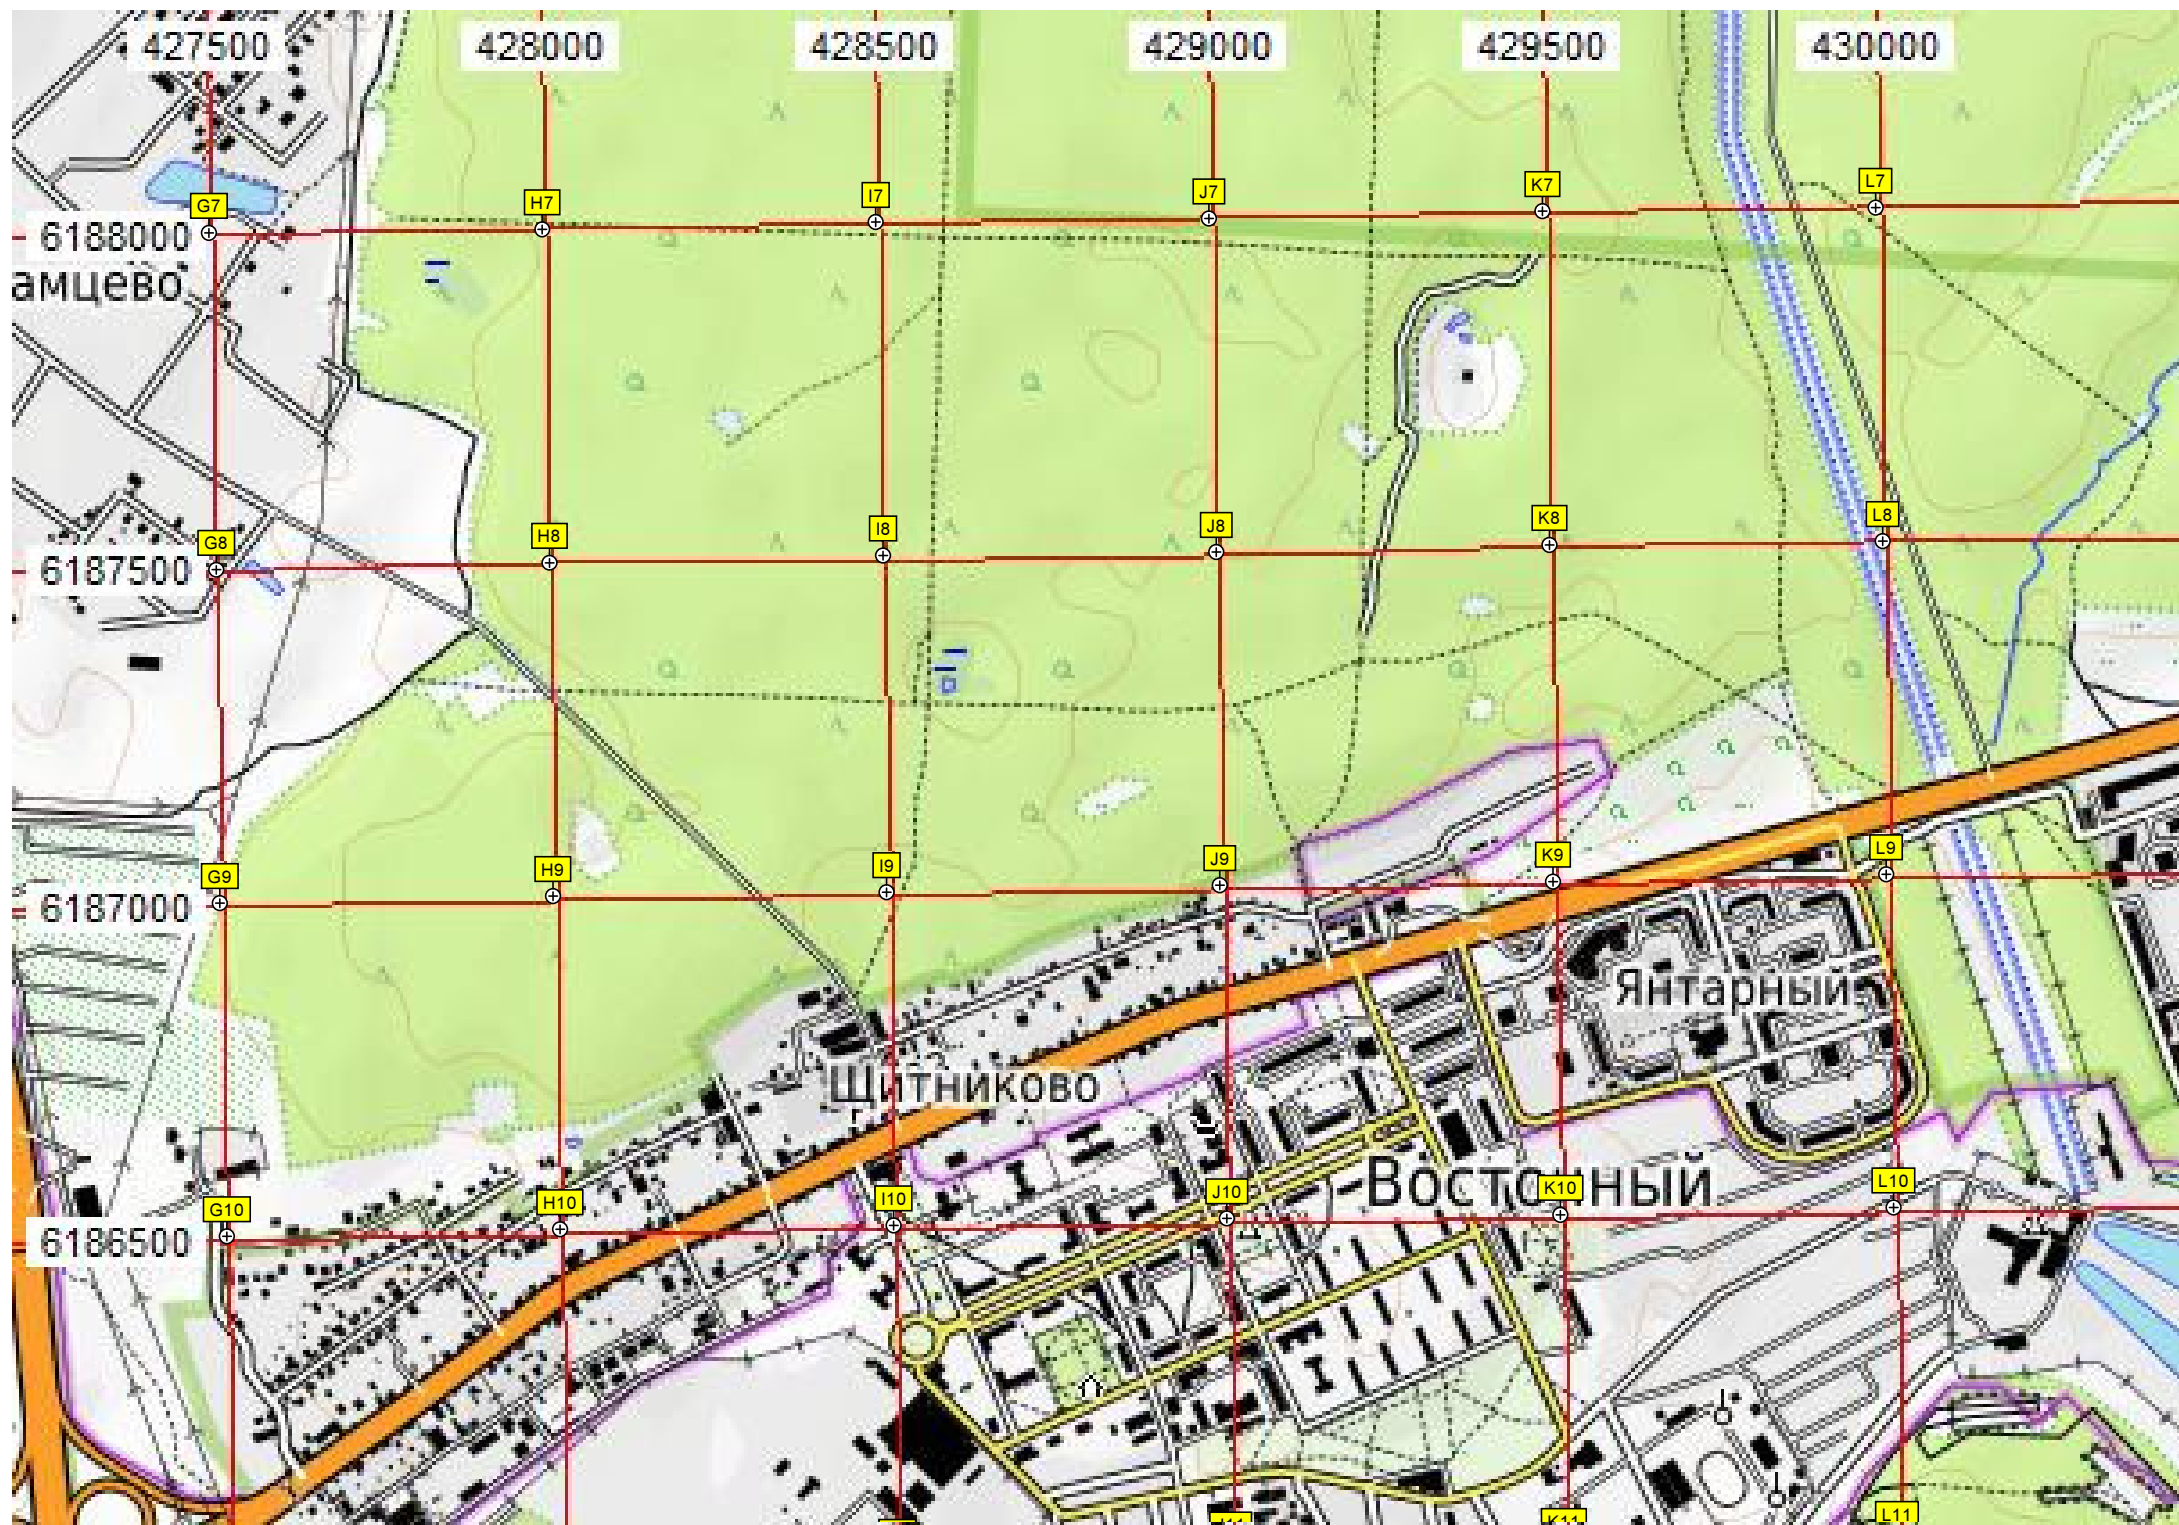 427500 428000 428500 429000 429500 430000
G7 H7 I7 J7 K7 L7
6188000
амцево
G8 H8 I8 J8 K8 L8
6187500
G9 H9 I9 J9 K9 L9
6187000
Янтарный
Щитниково
Восточный
G10 H10 I10 J10 K10 L10
6186500
J11 K11 L11